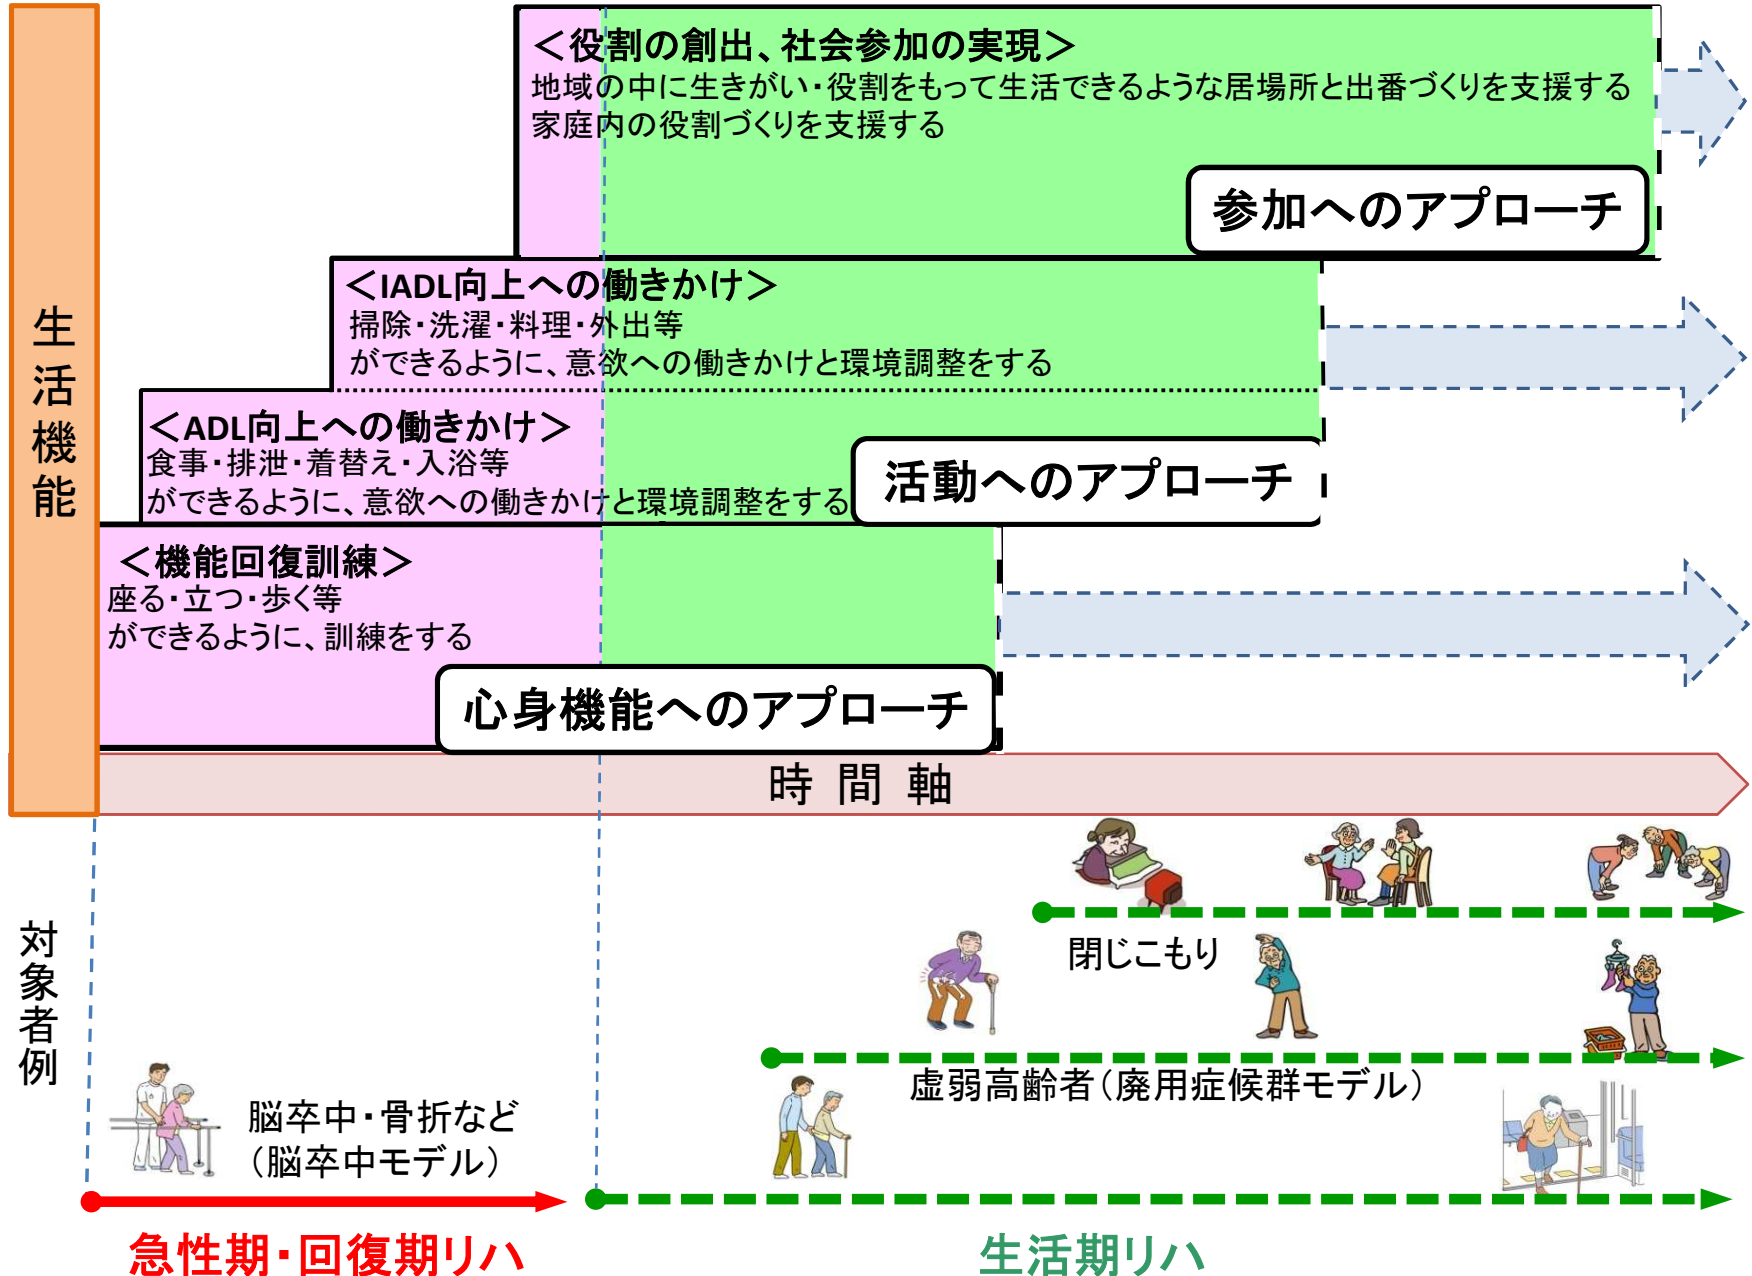 <役割の創出、社会参加の実現>
地域の中に生きがい・役割をもって生活できるような居場所と出番づくりを支援する
家庭内の役割づくりを支援する
参加へのアプローチ
<IADL向上への働きかけ>
掃除・洗濯・料理・外出等
ができるように、意欲への働きかけと環境調整をする
<ADL向上への働きかけ>
食事・排泄・着替え・入浴等
ができるように、意欲への働きかけと環境調整をする
活動へのアプローチ
<機能回復訓練>
座る・立つ・歩く等
ができるように、訓練をする
心身機能へのアプローチ
生活機能
時間軸
対象者例
閉じこもり
虚弱高齢者(廃用症候群モデル)
脳卒中・骨折など
(脳卒中モデル)
急性期・回復期リハ
生活期リハ